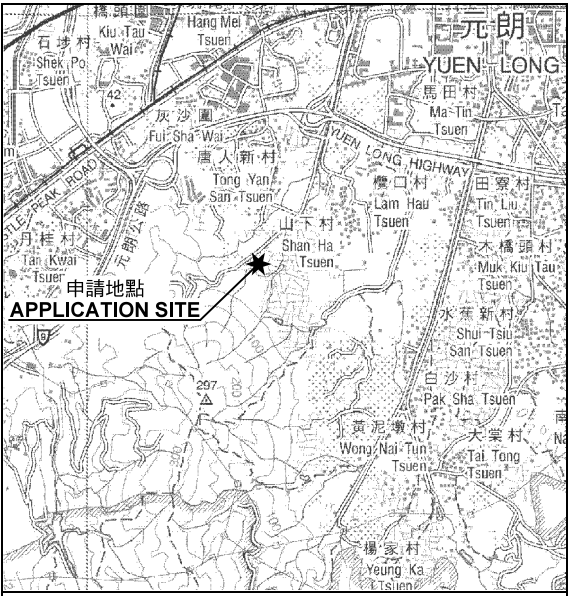 橋頭圍
Kiu Tau
Wai
Hang Mei
Tsuen
元朗
YUEN LONG
石埗村
Shek Po
Tsuen
42
灰沙圍
Fui Sha Wai
馬田村
Ma Tin
Tsuen
YUEN LONG HIGHWAY
唐人新村
Tong Yan
San Tsuen
欖口村
Lam Hau
Tsuen
田寮村
Tin Liu
Tsuen
PEAK ROAD
元朗公路
丹桂村
Tan Kwai
Tsuen
山下村
Shan Ha
Tsuen
木橋頭村
Muk Kiu Tau
Tsuen
申請地點
APPLICATION SITE
9
水蕉新村
Shui Tsiu
San Tsuen
100
200
297
白沙村
Pak Sha Tsuen
黃泥墩村
Wong Nai Tun
Tsuen
大棠村
Tai Tong
Tsuen
200
楊家村
Yeung Ka
Tsuen